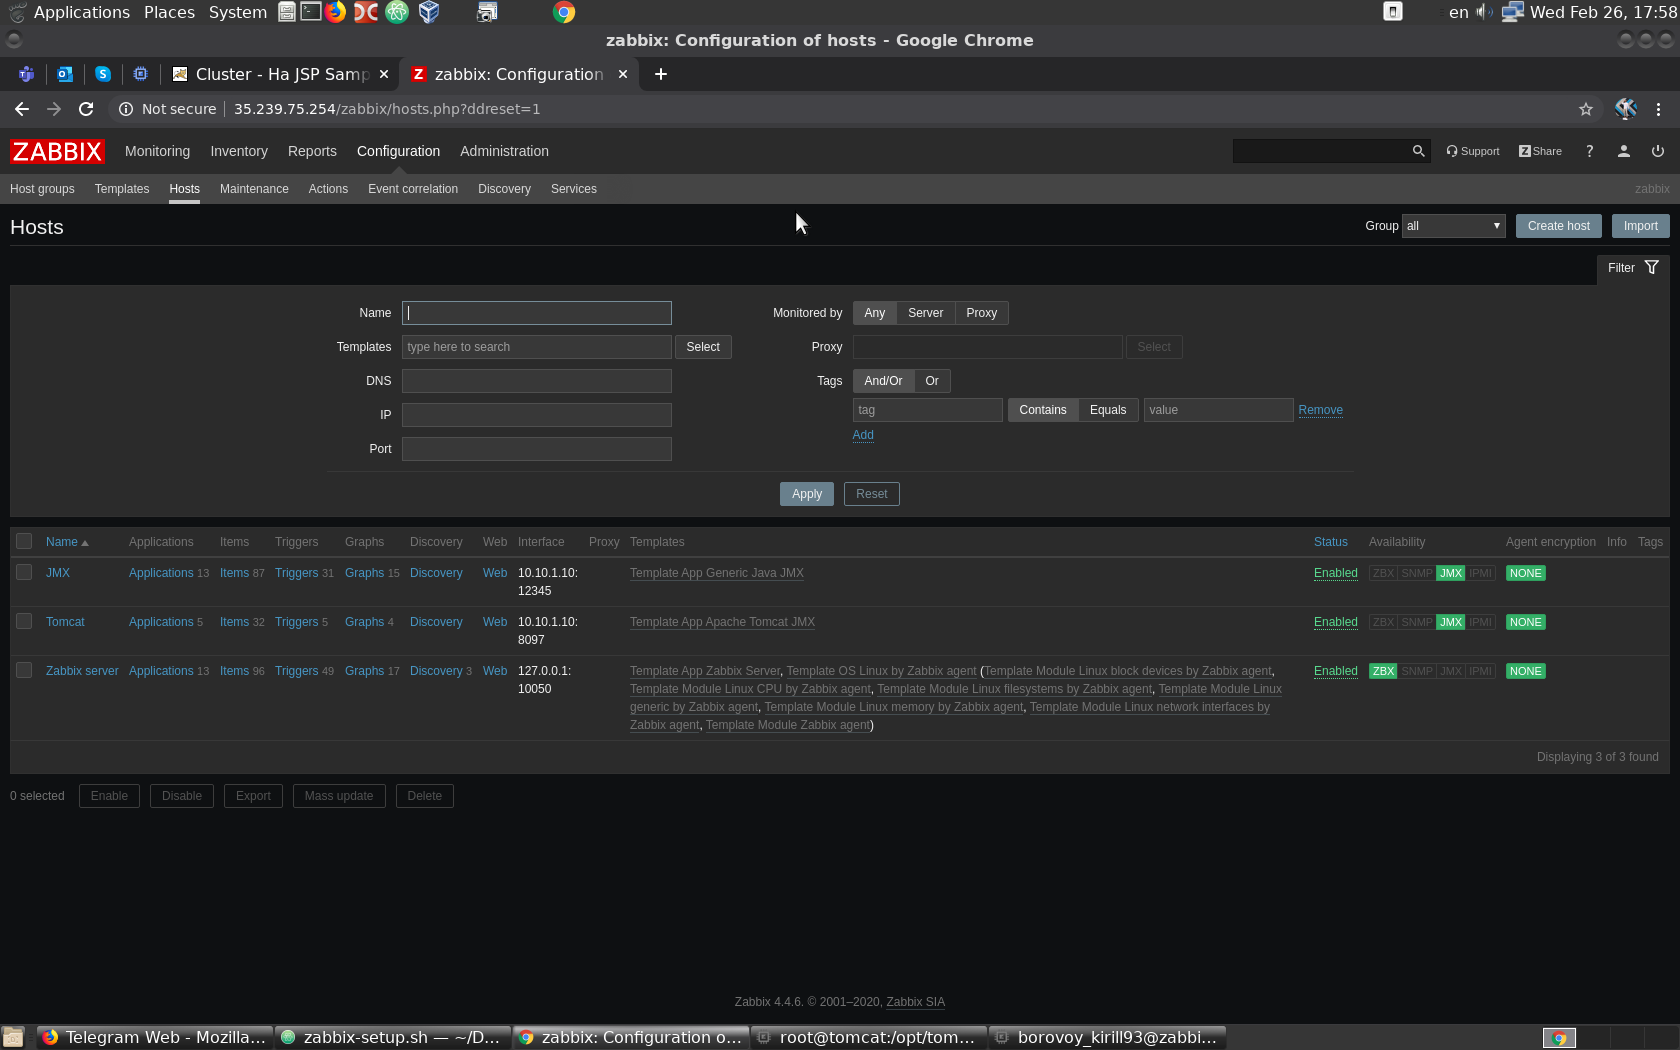 Applications Places System en Wed Feb 26, 17:58
zabbix: Configuration of hosts - Google Chrome
Cluster - Ha JSP Samp × Z zabbix: Configuration × +
Not secure | 35.239.75.254/zabbix/hosts.php?ddreset=1
ZABBIX Monitoring Inventory Reports Configuration Administration Support Z Share ?
Host groups Templates Hosts Maintenance Actions Event correlation Discovery Services zabbix
Hosts Group all Create host Import
Filter
Name Monitored by Any Server Proxy
Templates type here to search Select Proxy Select
DNS Tags And/Or Or
IP tag Contains Equals value Remove
Add
Port
Apply Reset
Name Applications Items Triggers Graphs Discovery Web Interface Proxy Templates Status Availability Agent encryption Info Tags
JMX Applications 13 Items 87 Triggers 31 Graphs 15 Discovery Web 10.10.1.10: Template App Generic Java JMX Enabled ZBX SNMP JMX IPMI NONE
12345
Tomcat Applications 5 Items 32 Triggers 5 Graphs 4 Discovery Web 10.10.1.10: Template App Apache Tomcat JMX Enabled ZBX SNMP JMX IPMI NONE
8097
Zabbix server Applications 13 Items 96 Triggers 49 Graphs 17 Discovery 3 Web 127.0.0.1: Template App Zabbix Server, Template OS Linux by Zabbix agent (Template Module Linux block devices by Zabbix agent, Enabled ZBX SNMP JMX IPMI NONE
10050 Template Module Linux CPU by Zabbix agent, Template Module Linux filesystems by Zabbix agent, Template Module Linux
generic by Zabbix agent, Template Module Linux memory by Zabbix agent, Template Module Linux network interfaces by
Zabbix agent, Template Module Zabbix agent)
Displaying 3 of 3 found
0 selected Enable Disable Export Mass update Delete
Zabbix 4.4.6. © 2001–2020, Zabbix SIA
Telegram Web - Mozilla... zabbix-setup.sh — ~/D... zabbix: Configuration o... root@tomcat:/opt/tom... borovoy_kirill93@zabbi...